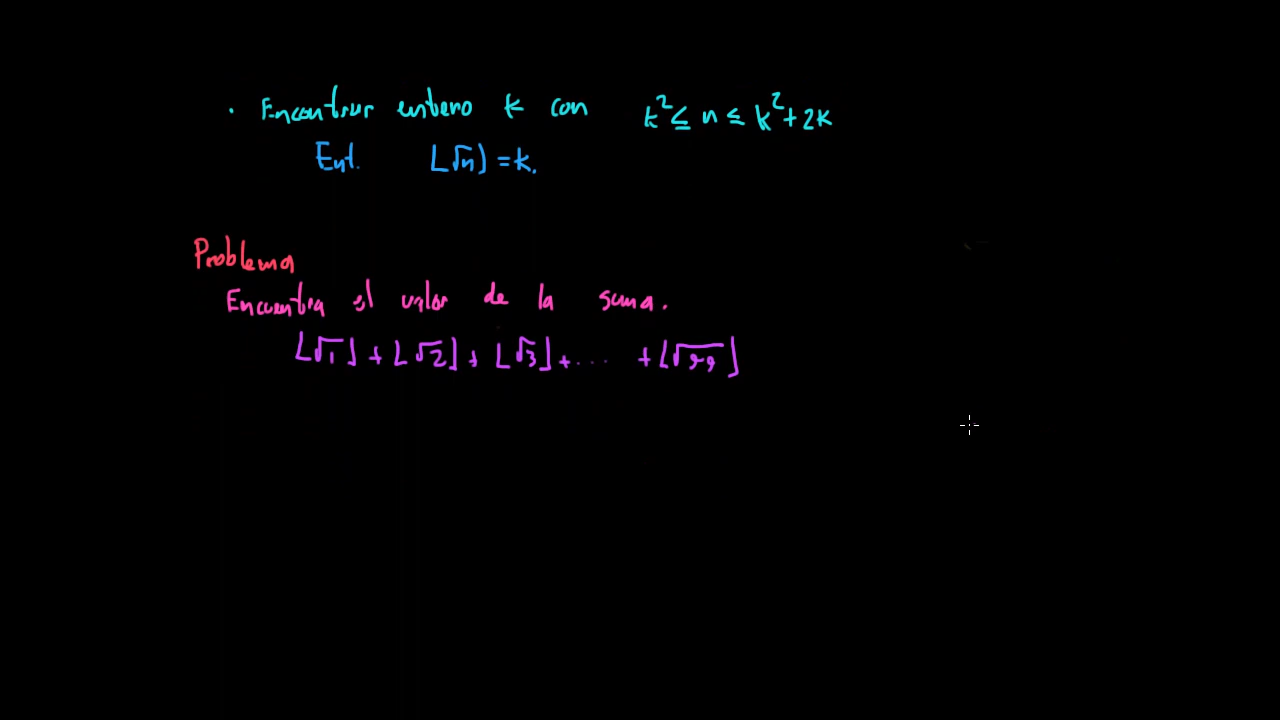 · Encontrar entero k con k² ≤ n ≤ k² + 2k
Ent. ⌊√n⌋ = k.
Problema
Encuentra el valor de la suma.
⌊√1⌋ + ⌊√2⌋ + ⌊√3⌋ + ... + ⌊√99⌋